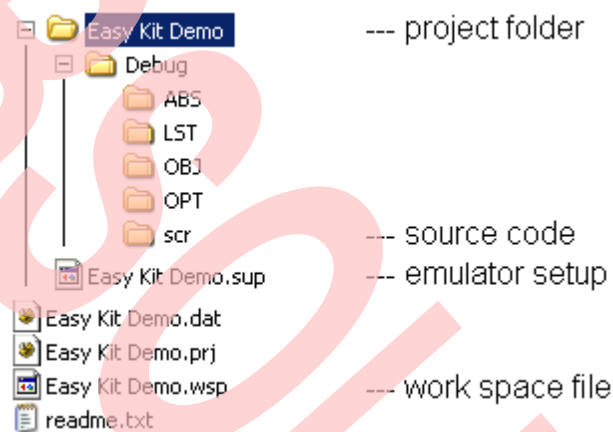 Easy Kit Demo --- project folder
Debug
ABS
LST
OBJ
OPT
scr --- source code
Easy Kit Demo.sup --- emulator setup
Easy Kit Demo.dat
Easy Kit Demo.prj
Easy Kit Demo.wsp --- work space file
readme.txt